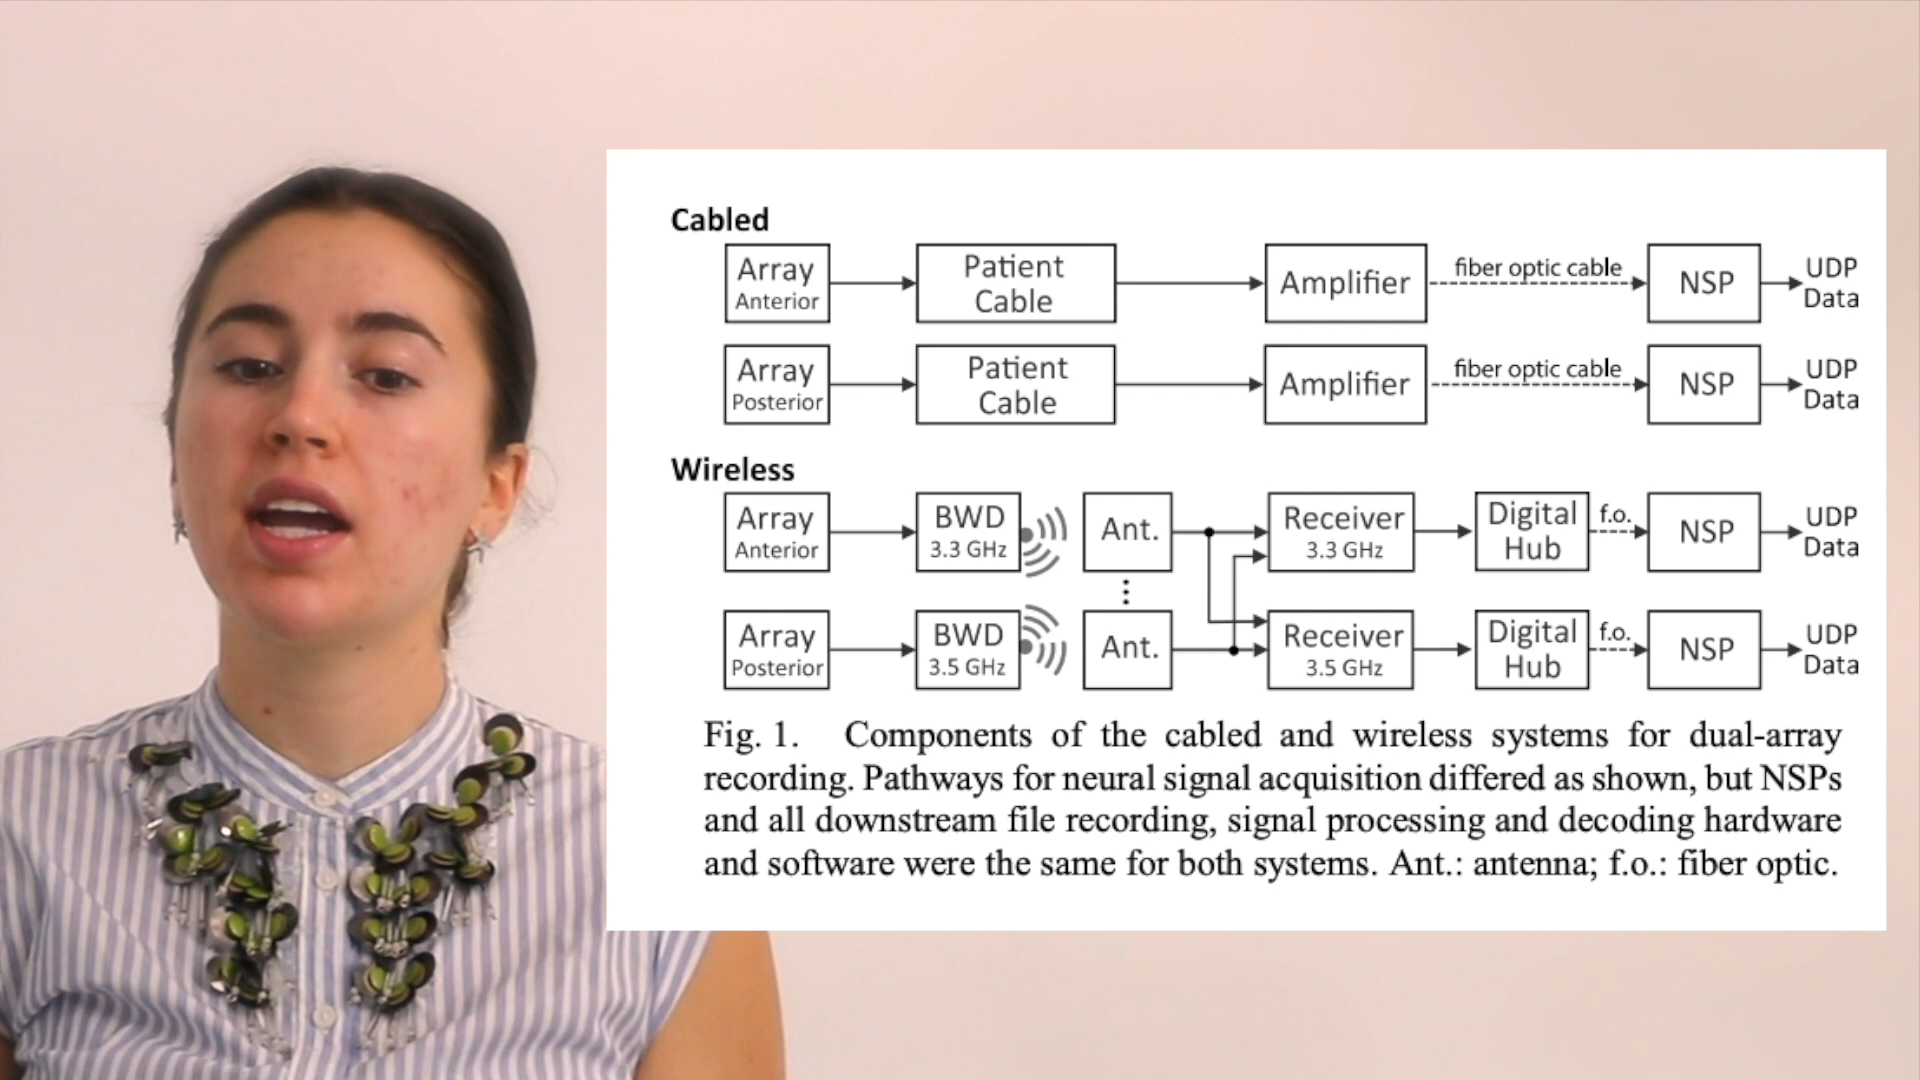 Cabled
Array
Anterior
Patient
Cable
Amplifier
fiber optic cable
NSP
UDP
Data
Array
Posterior
Patient
Cable
Amplifier
fiber optic cable
NSP
UDP
Data
Wireless
Array
Anterior
BWD
3.3 GHz
Ant.
Receiver
3.3 GHz
Digital
Hub
f.o.
NSP
UDP
Data
Array
Posterior
BWD
3.5 GHz
Ant.
Receiver
3.5 GHz
Digital
Hub
f.o.
NSP
UDP
Data
Fig. 1. Components of the cabled and wireless systems for dual-array
recording. Pathways for neural signal acquisition differed as shown, but NSPs
and all downstream file recording, signal processing and decoding hardware
and software were the same for both systems. Ant.: antenna; f.o.: fiber optic.